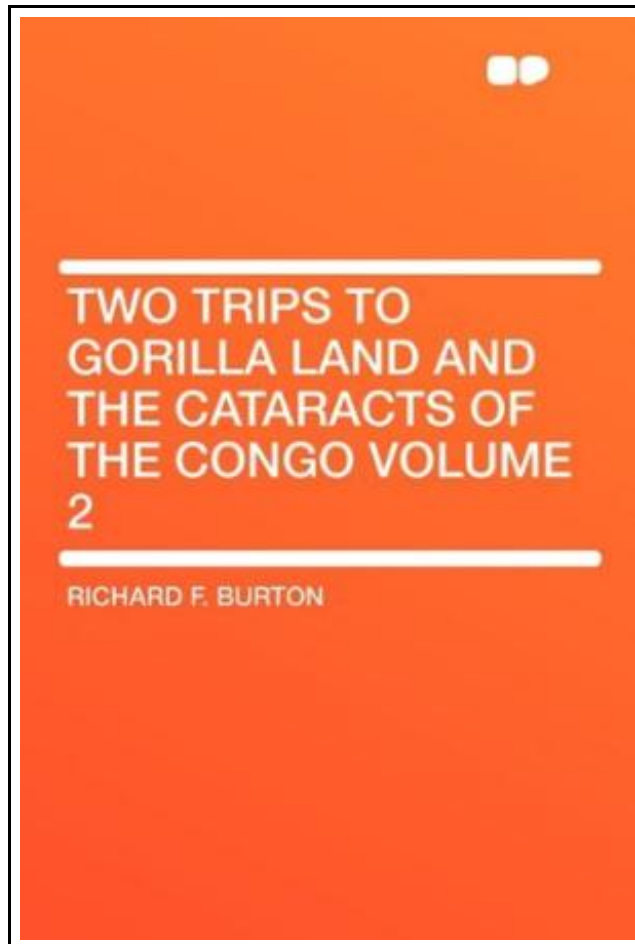 TWO TRIPS TO
GORILLA LAND AND
THE CATARACTS OF
THE CONGO VOLUME
2
RICHARD F. BURTON